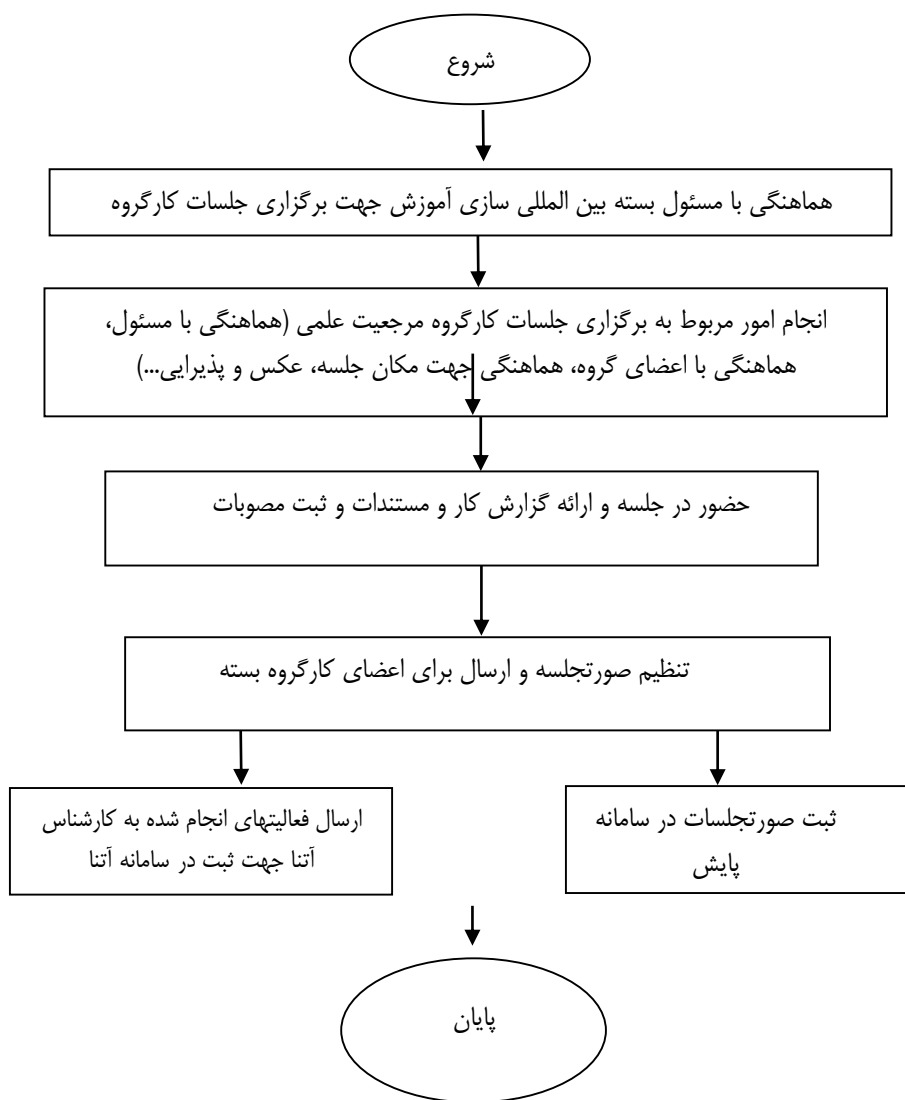 شروع
هماهنگی با مسئول بسته بین المللی سازی آموزش جهت برگزاری جلسات کارگروه
انجام امور مربوط به برگزاری جلسات کارگروه مرجعیت علمی (هماهنگی با مسئول،
هماهنگی با اعضای گروه، هماهنگی جهت مکان جلسه، عکس و پذیرایی...)
حضور در جلسه و ارائه گزارش کار و مستندات و ثبت مصوبات
تنظیم صورتجلسه و ارسال برای اعضای کارگروه بسته
ثبت صورتجلسات در سامانه
پایش
ارسال فعالیتهای انجام شده به کارشناس
آتنا جهت ثبت در سامانه آتنا
پایان